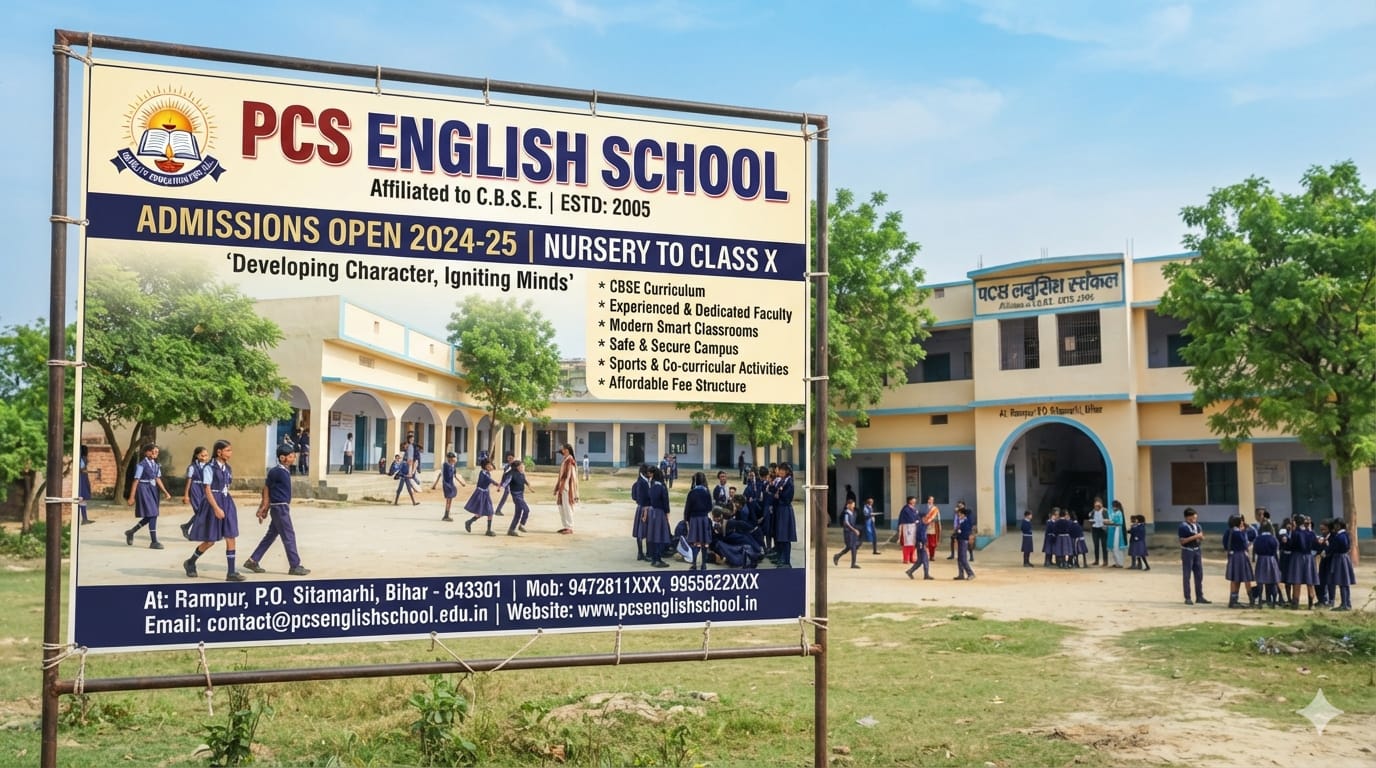 PCS ENGLISH SCHOOL
Affiliated to C.B.S.E. | ESTD: 2005
ADMISSIONS OPEN 2024-25 | NURSERY TO CLASS X
'Developing Character, Igniting Minds'
* CBSE Curriculum
* Experienced & Dedicated Faculty
* Modern Smart Classrooms
* Safe & Secure Campus
* Sports & Co-curricular Activities
* Affordable Fee Structure
At: Rampur, P.O. Sitamarhi, Bihar - 843301 | Mob: 9472811XXX, 9955622XXX
Email: contact@pcsenglishschool.edu.in | Website: www.pcsenglishschool.in